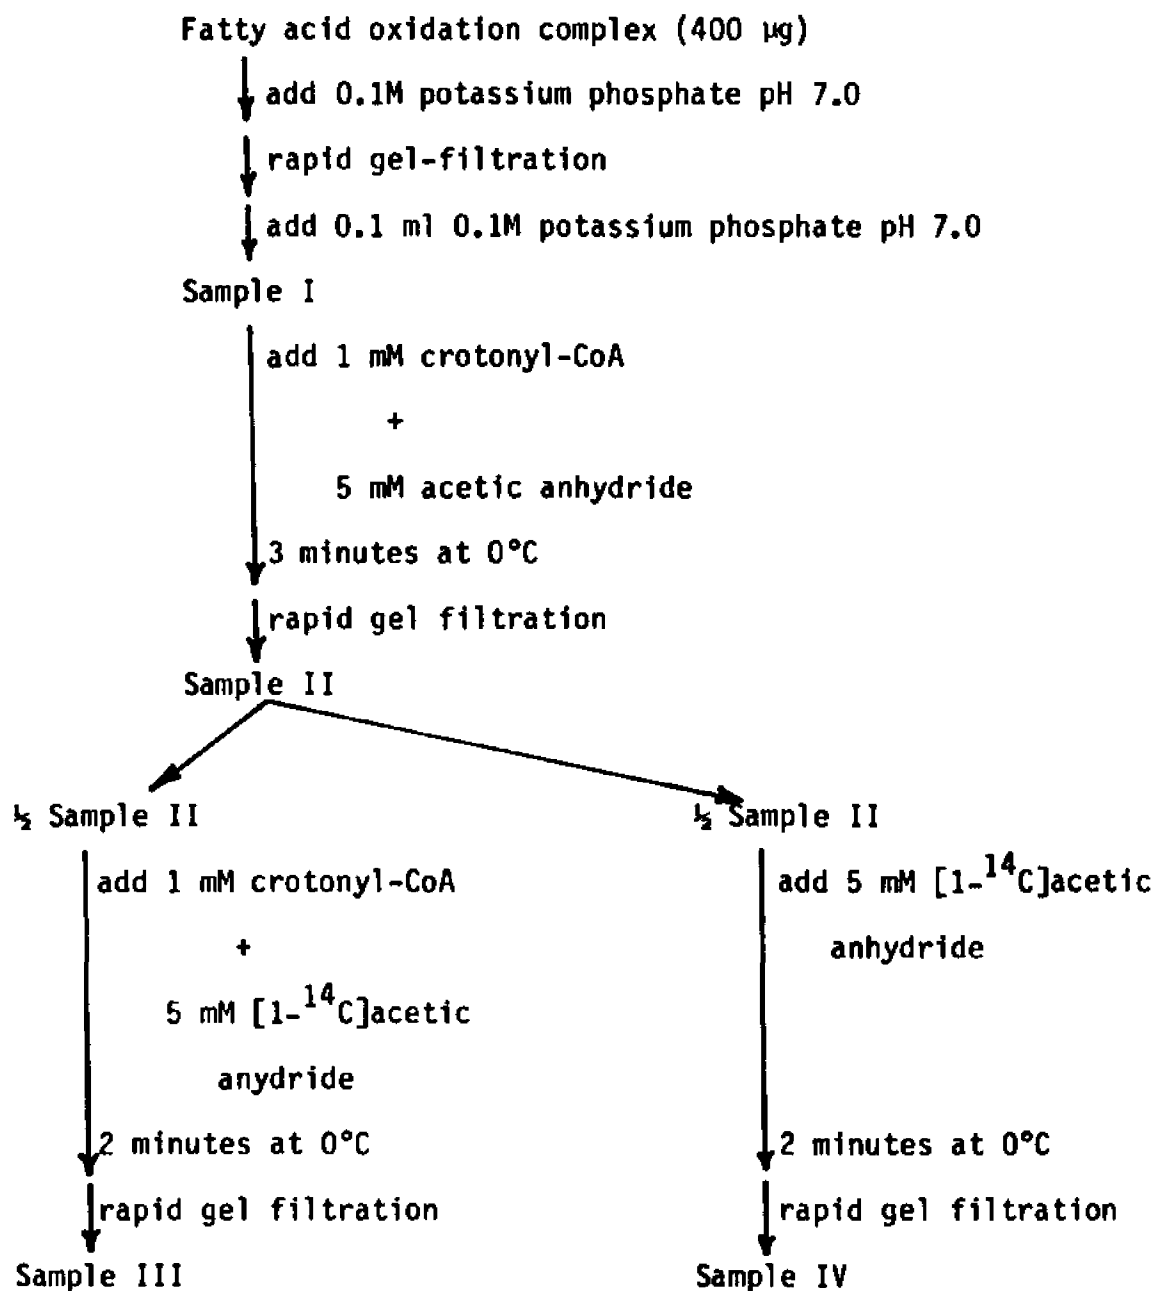 Fatty acid oxidation complex (400 µg)
add 0.1M potassium phosphate pH 7.0
rapid gel-filtration
add 0.1 ml 0.1M potassium phosphate pH 7.0
Sample I
add 1 mM crotonyl-CoA
+
5 mM acetic anhydride
3 minutes at 0°C
rapid gel filtration
Sample II
½ Sample II
add 1 mM crotonyl-CoA
+
5 mM [1-¹⁴C]acetic
anydride
2 minutes at 0°C
rapid gel filtration
Sample III
½ Sample II
add 5 mM [1-¹⁴C]acetic
anhydride
2 minutes at 0°C
rapid gel filtration
Sample IV